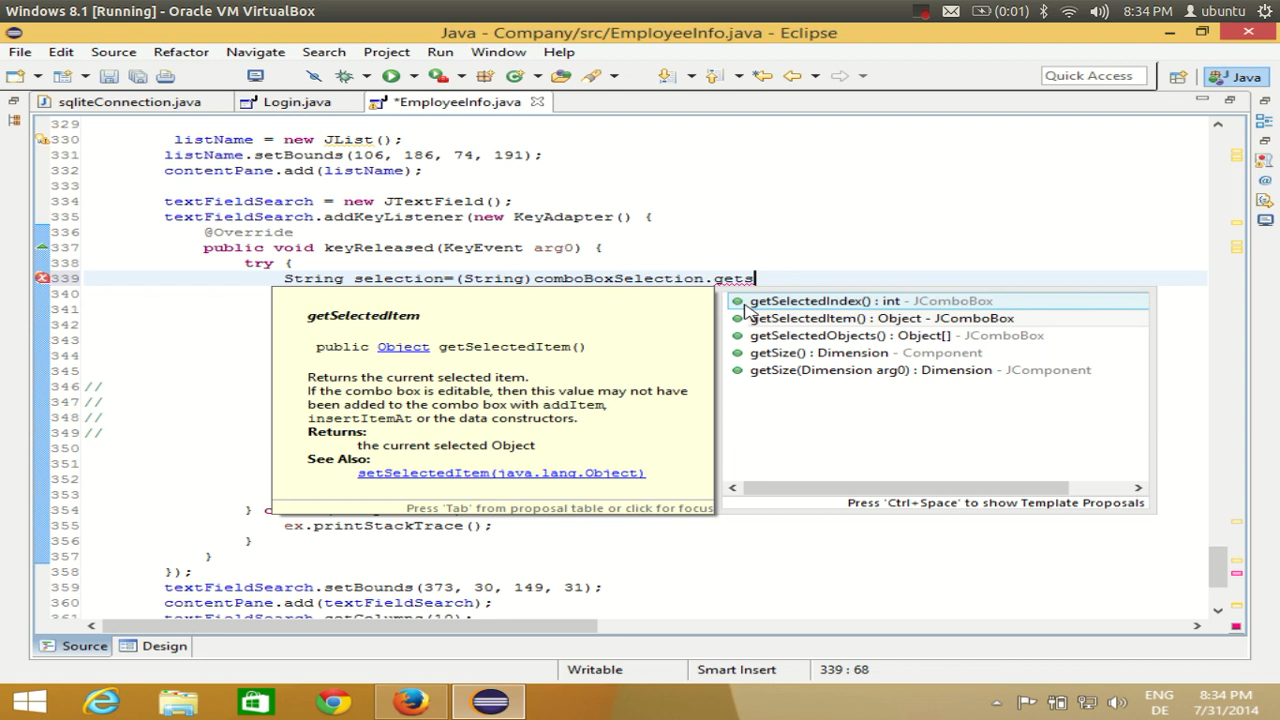 Windows 8.1 [Running] - Oracle VM VirtualBox
(0:01) 8:34 PM ubuntu
Java - Company/src/EmployeeInfo.java - Eclipse
File Edit Source Refactor Navigate Search Project Run Window Help
Quick Access Java
sqliteConnection.java Login.java *EmployeeInfo.java
329
330 listName = new JList();
331 listName.setBounds(106, 186, 74, 191);
332 contentPane.add(listName);
333
334 textFieldSearch = new JTextField();
335 textFieldSearch.addKeyListener(new KeyAdapter() {
336 @Override
337 public void keyReleased(KeyEvent arg0) {
338 try {
339 String selection=(String)comboBoxSelection.gets
340
341
342
343
344
345
346 //
347 //
348 //
349 //
350
351
352
353
354 } c
355 ex.printStackTrace();
356 }
357 }
358 });
359 textFieldSearch.setBounds(373, 30, 149, 31);
360 contentPane.add(textFieldSearch);
361 textFieldSearch.setColumns(10);
getSelectedItem
public Object getSelectedItem()
Returns the current selected item.
If the combo box is editable, then this value may not have
been added to the combo box with addItem,
insertItemAt or the data constructors.
Returns:
the current selected Object
See Also:
setSelectedItem(java.lang.Object)
Press 'Tab' from proposal table or click for focus
getSelectedIndex() : int - JComboBox
getSelectedItem() : Object - JComboBox
getSelectedObjects() : Object[] - JComboBox
getSize() : Dimension - Component
getSize(Dimension arg0) : Dimension - JComponent
Press 'Ctrl+Space' to show Template Proposals
Source Design
Writable Smart Insert 339 : 68
ENG 8:34 PM
DE 7/31/2014